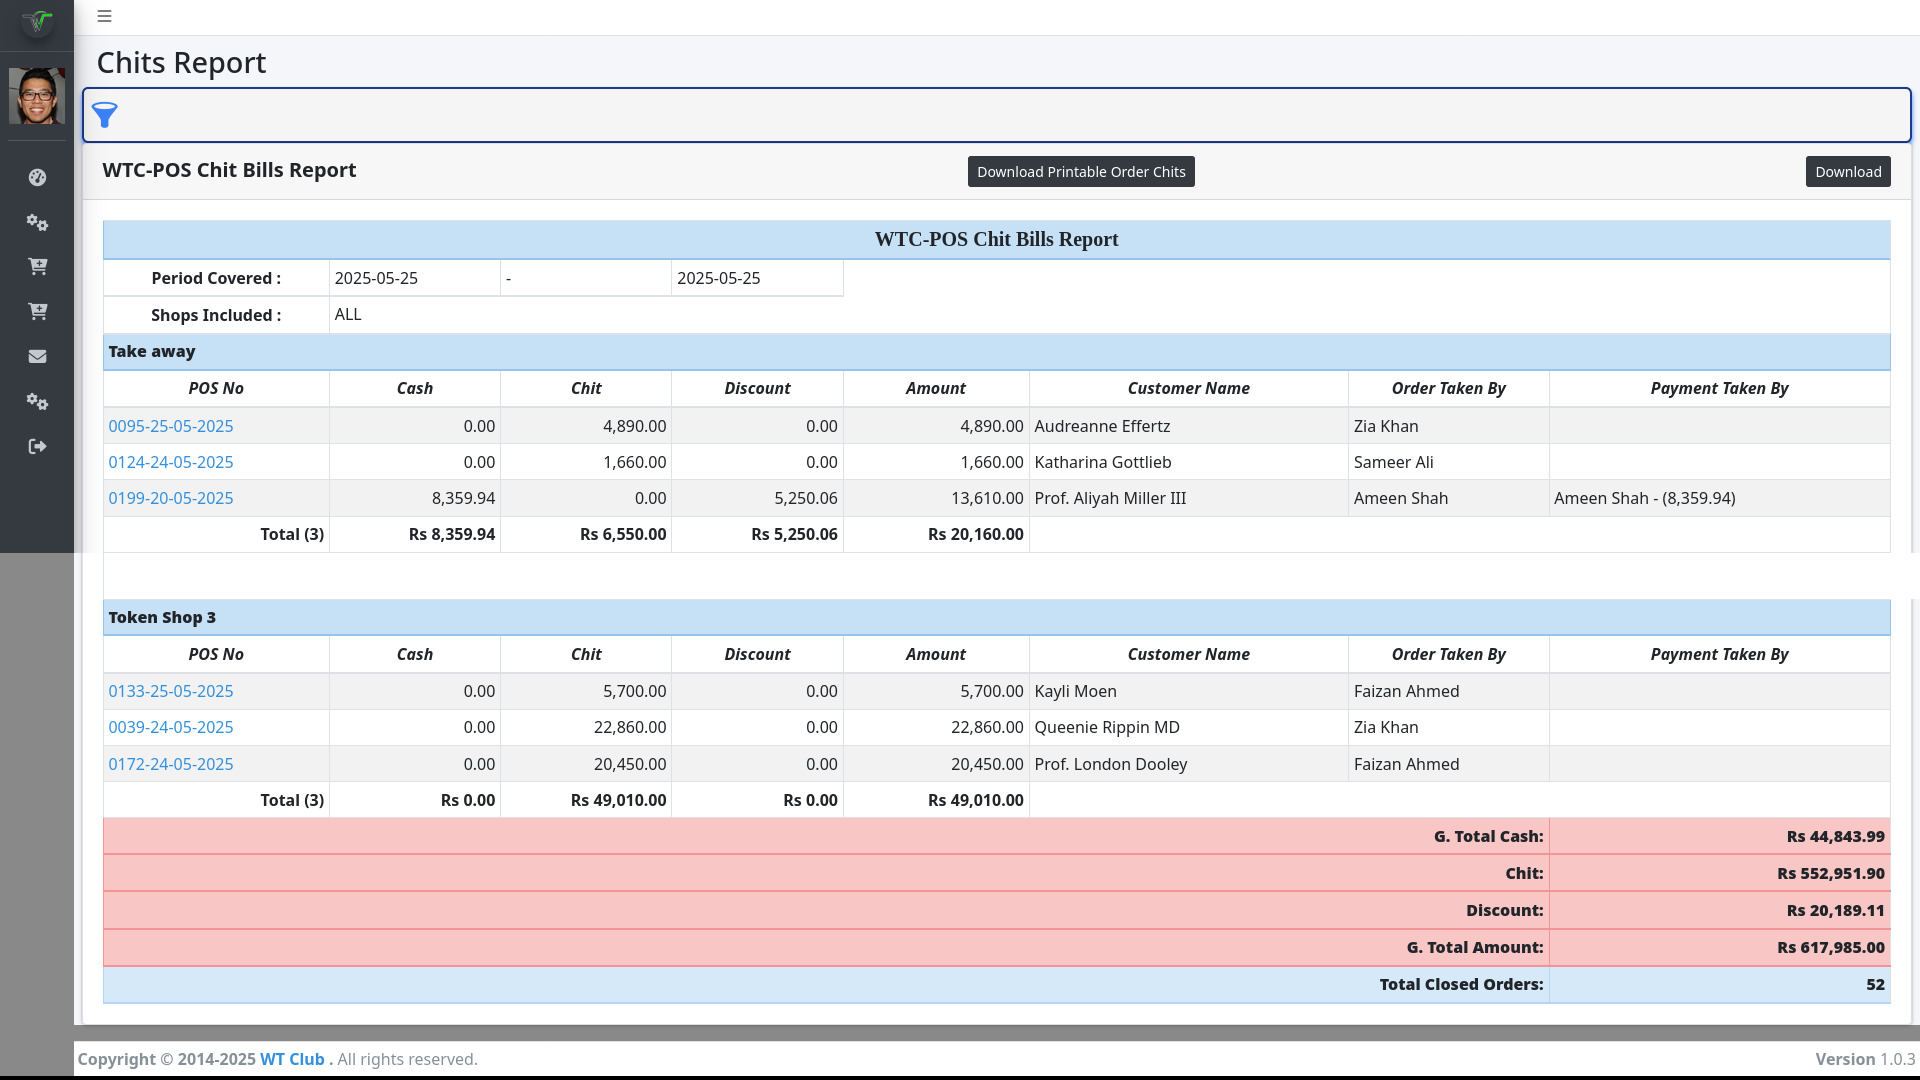 Chits Report
WTC-POS Chit Bills Report Download Printable Order Chits Download
WTC-POS Chit Bills Report
Period Covered : 2025-05-25 - 2025-05-25
Shops Included : ALL
Take away
POS No Cash Chit Discount Amount Customer Name Order Taken By Payment Taken By
0095-25-05-2025 0.00 4,890.00 0.00 4,890.00 Audreanne Effertz Zia Khan
0124-24-05-2025 0.00 1,660.00 0.00 1,660.00 Katharina Gottlieb Sameer Ali
0199-20-05-2025 8,359.94 0.00 5,250.06 13,610.00 Prof. Aliyah Miller III Ameen Shah Ameen Shah - (8,359.94)
Total (3) Rs 8,359.94 Rs 6,550.00 Rs 5,250.06 Rs 20,160.00
Token Shop 3
POS No Cash Chit Discount Amount Customer Name Order Taken By Payment Taken By
0133-25-05-2025 0.00 5,700.00 0.00 5,700.00 Kayli Moen Faizan Ahmed
0039-24-05-2025 0.00 22,860.00 0.00 22,860.00 Queenie Rippin MD Zia Khan
0172-24-05-2025 0.00 20,450.00 0.00 20,450.00 Prof. London Dooley Faizan Ahmed
Total (3) Rs 0.00 Rs 49,010.00 Rs 0.00 Rs 49,010.00
G. Total Cash: Rs 44,843.99
Chit: Rs 552,951.90
Discount: Rs 20,189.11
G. Total Amount: Rs 617,985.00
Total Closed Orders: 52
Copyright © 2014-2025 WT Club . All rights reserved. Version 1.0.3